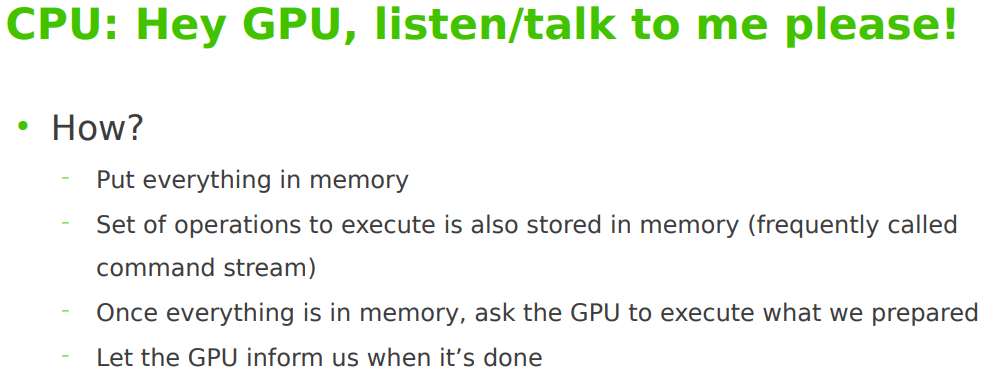 CPU: Hey GPU, listen/talk to me please!
• How?
– Put everything in memory
– Set of operations to execute is also stored in memory (frequently called
command stream)
– Once everything is in memory, ask the GPU to execute what we prepared
– Let the GPU inform us when it’s done